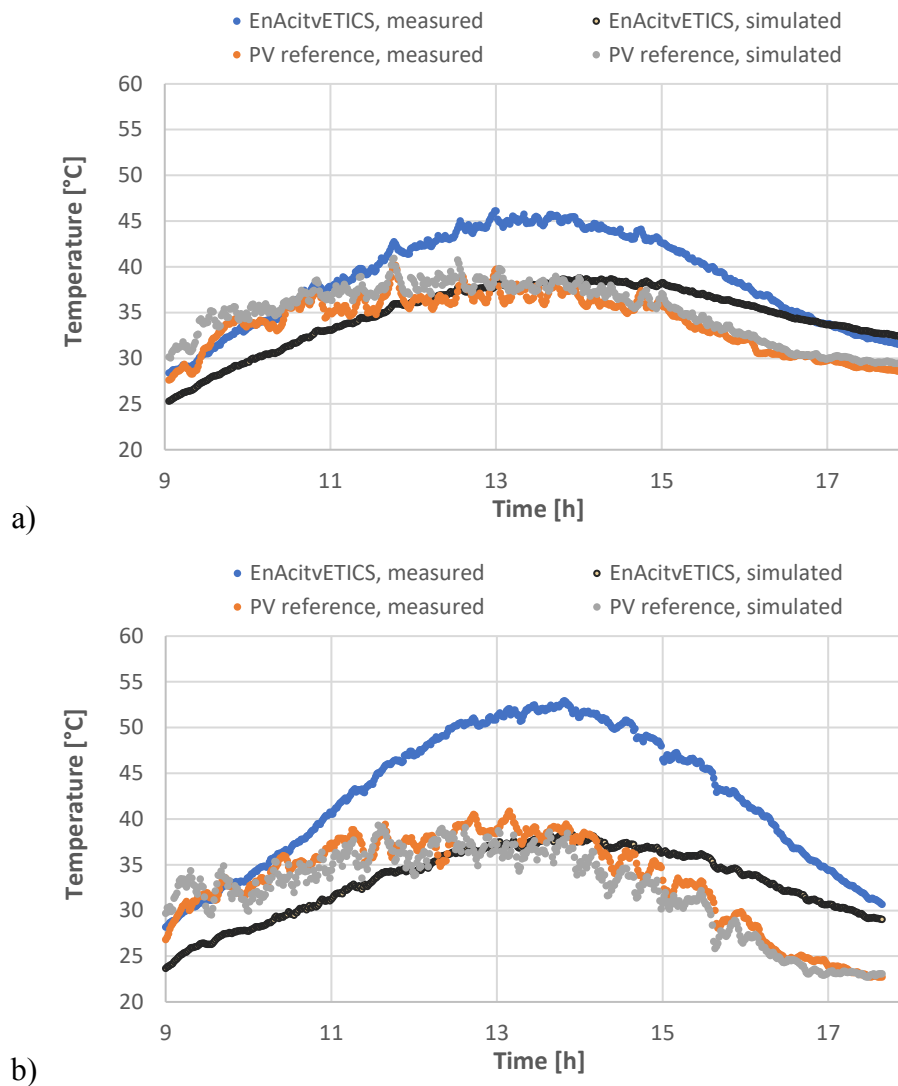 EnAcitvETICS, measured EnAcitvETICS, simulated
PV reference, measured PV reference, simulated
60
55
50
45
40
35
30
25
20
Temperature [°C]
9 11 13 15 17
Time [h]
a)
EnAcitvETICS, measured EnAcitvETICS, simulated
PV reference, measured PV reference, simulated
60
55
50
45
40
35
30
25
20
Temperature [°C]
9 11 13 15 17
Time [h]
b)